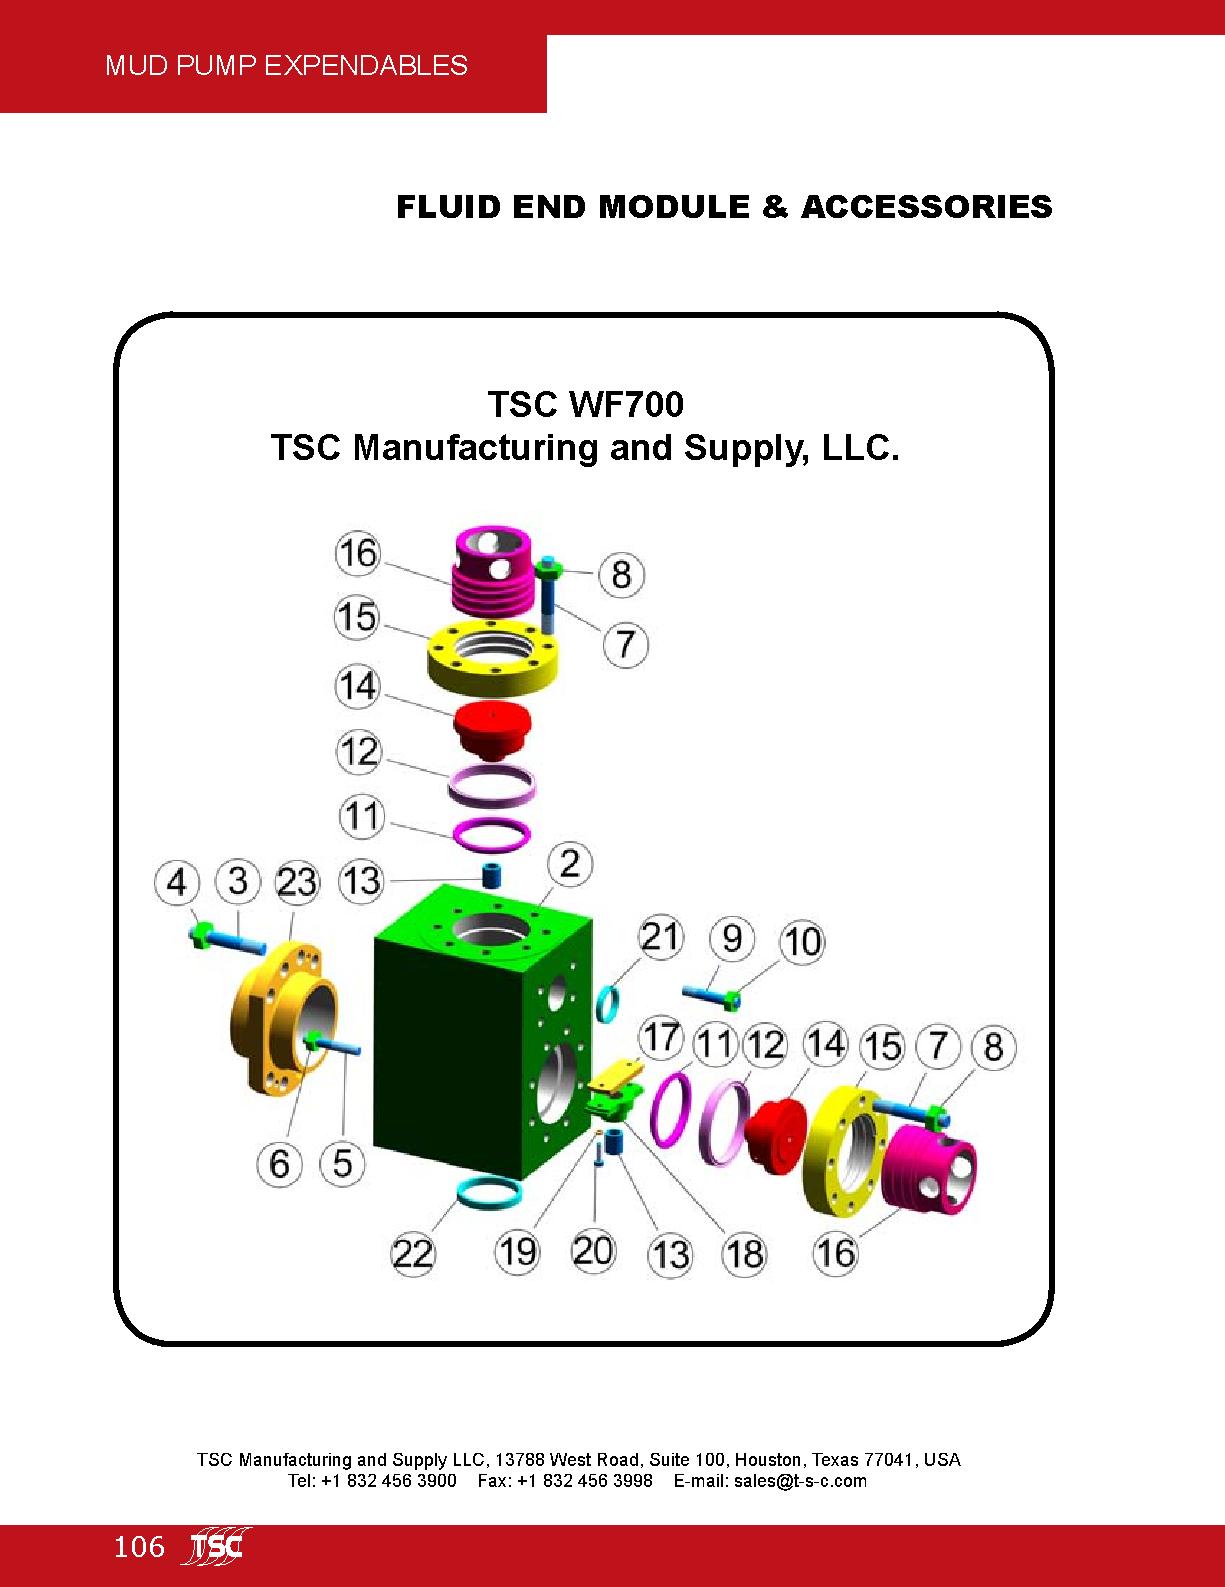 MUD PUMP EXPENDABLES
FLUID END MODULE & ACCESSORIES
TSC WF700
TSC Manufacturing and Supply, LLC.
16
8
15
7
14
12
11
2
4 3 23 13
21 9 10
17 11 12 14 15 7 8
6 5
22 19 20 13 18 16
TSC Manufacturing and Supply LLC, 13788 West Road, Suite 100, Houston, Texas 77041, USA
Tel: +1 832 456 3900 Fax: +1 832 456 3998 E-mail: sales@t-s-c.com
106 TSC